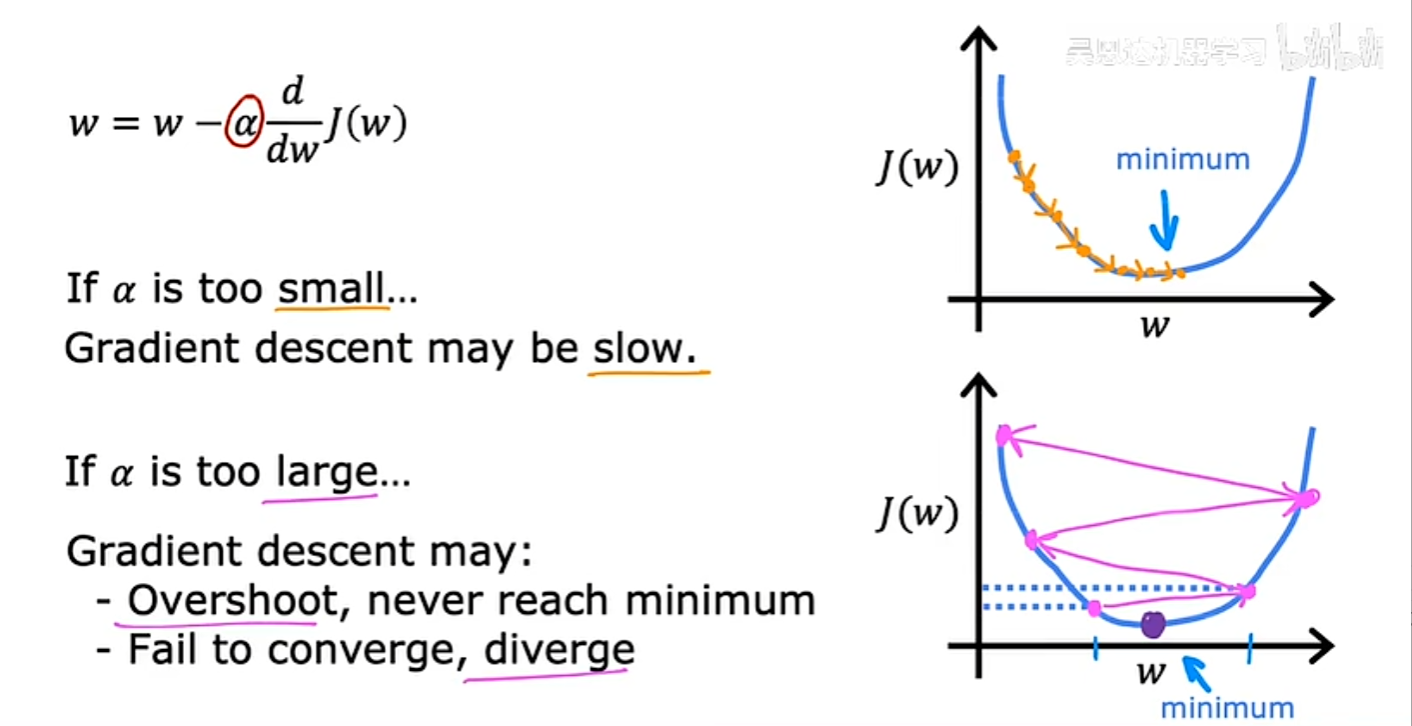 吴恩达机器学习 bilibili
w = w − α d/dw J(w)
J(w)
minimum
w
If α is too small...
Gradient descent may be slow.
If α is too large...
J(w)
Gradient descent may:
- Overshoot, never reach minimum
- Fail to converge, diverge
w
minimum